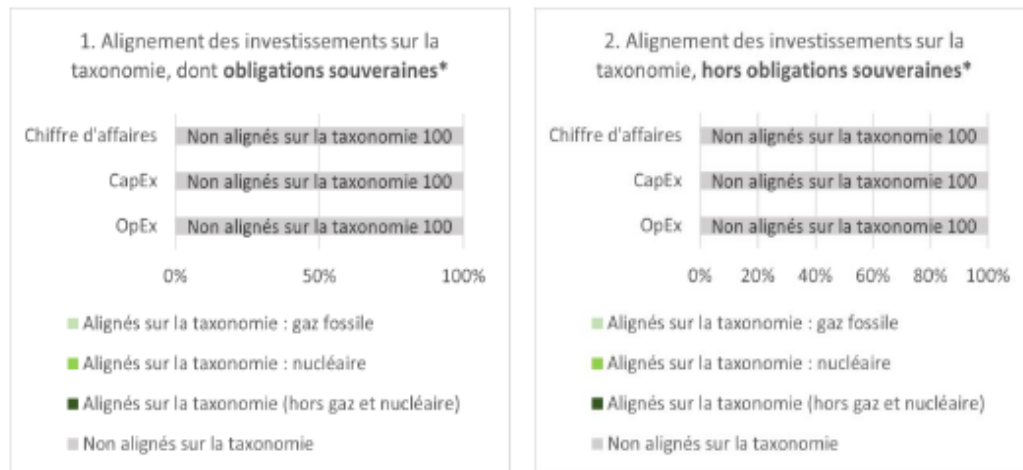 1. Alignement des investissements sur la
taxonomie, dont obligations souveraines*
Chiffre d'affaires
Non alignés sur la taxonomie 100
CapEx
Non alignés sur la taxonomie 100
OpEx
Non alignés sur la taxonomie 100
0% 50% 100%
Alignés sur la taxonomie : gaz fossile
Alignés sur la taxonomie : nucléaire
Alignés sur la taxonomie (hors gaz et nucléaire)
Non alignés sur la taxonomie
2. Alignement des investissements sur la
taxonomie, hors obligations souveraines*
Chiffre d'affaires
Non alignés sur la taxonomie 100
CapEx
Non alignés sur la taxonomie 100
OpEx
Non alignés sur la taxonomie 100
0% 20% 40% 60% 80% 100%
Alignés sur la taxonomie : gaz fossile
Alignés sur la taxonomie : nucléaire
Alignés sur la taxonomie (hors gaz et nucléaire)
Non alignés sur la taxonomie